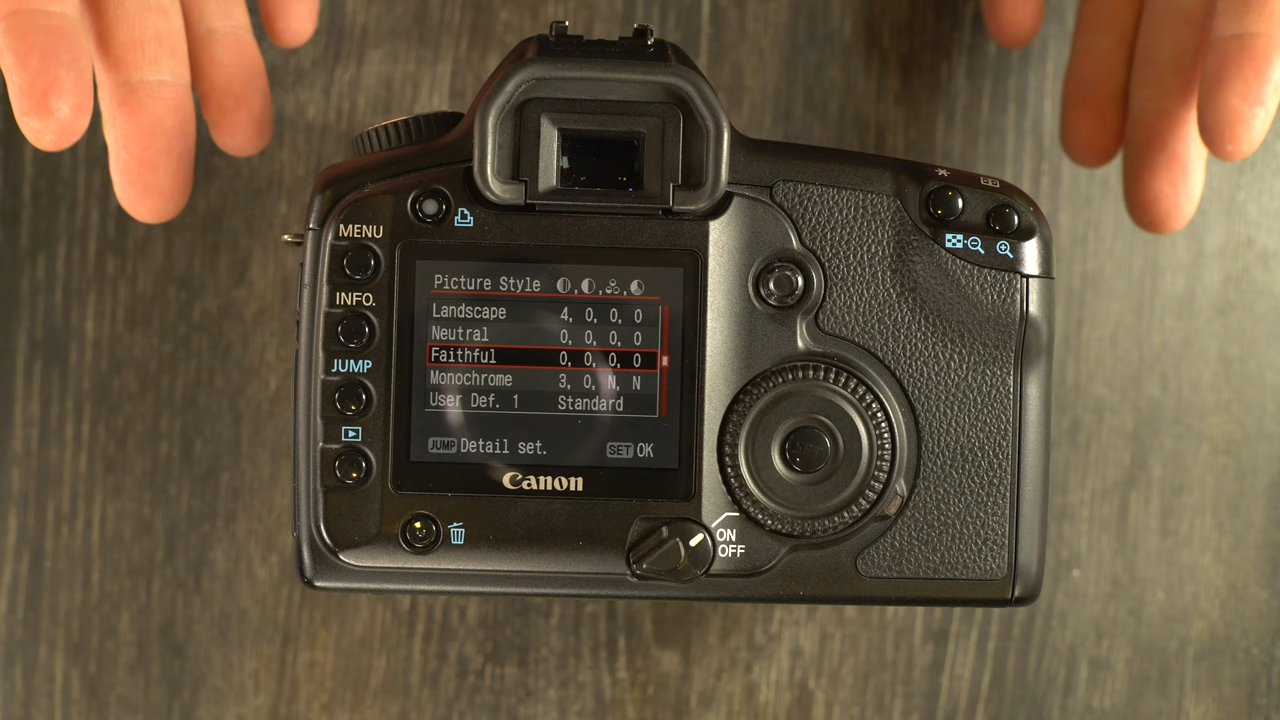 MENU
INFO.
JUMP
Picture Style
Landscape 4, 0, 0, 0
Neutral 0, 0, 0, 0
Faithful 0, 0, 0, 0
Monochrome 3, 0, N, N
User Def. 1 Standard
JUMP Detail set. SET OK
Canon
ON
OFF